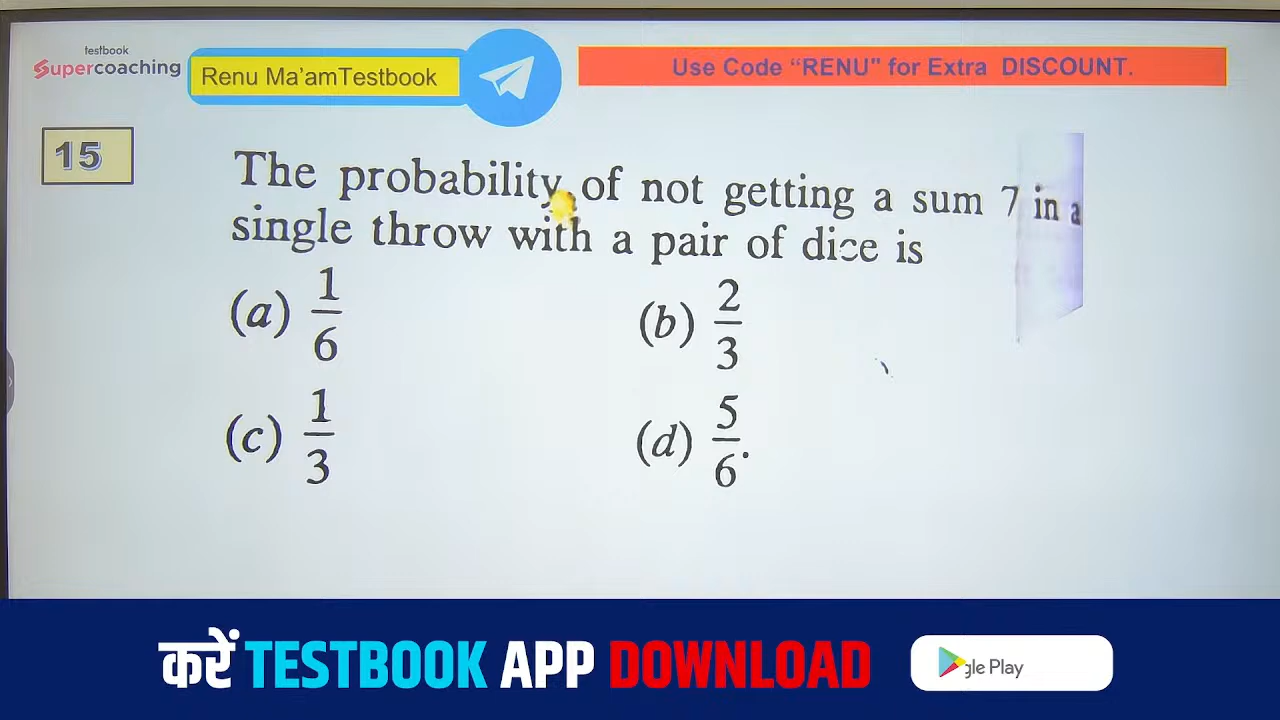 testbook
Supercoaching
Renu Ma'amTestbook
Use Code “RENU” for Extra DISCOUNT.
15
The probability of not getting a sum 7 in a
single throw with a pair of dice is
(a) 1/6
(b) 2/3
(c) 1/3
(d) 5/6.
करें TESTBOOK APP DOWNLOAD
gle Play